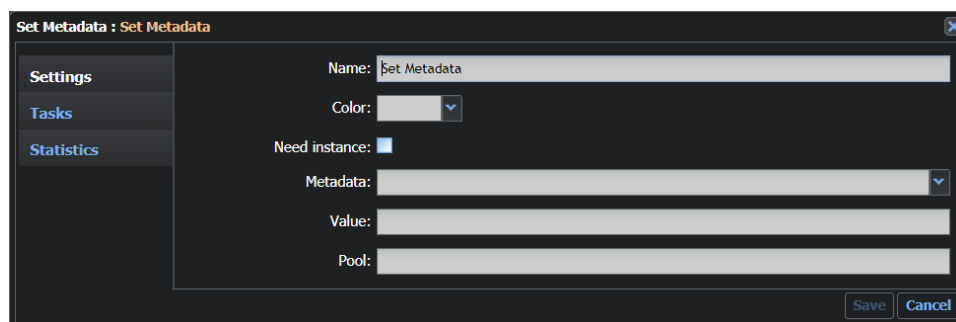 Set Metadata : Set Metadata
Settings
Tasks
Statistics
Name: Set Metadata
Color:
Need instance:
Metadata:
Value:
Pool:
Save Cancel